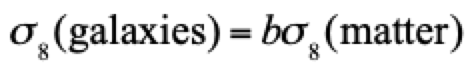 σ₈(galaxies) = bσ₈(matter)